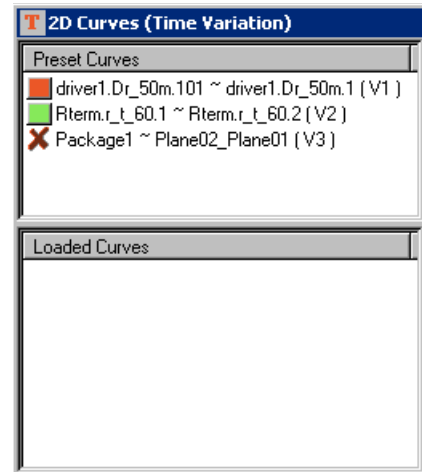 T 2D Curves (Time Variation)
Preset Curves
driver1.Dr_50m.101 ~ driver1.Dr_50m.1 ( V1 )
Rterm.r_t_60.1 ~ Rterm.r_t_60.2 ( V2 )
Package1 ~ Plane02_Plane01 ( V3 )
Loaded Curves